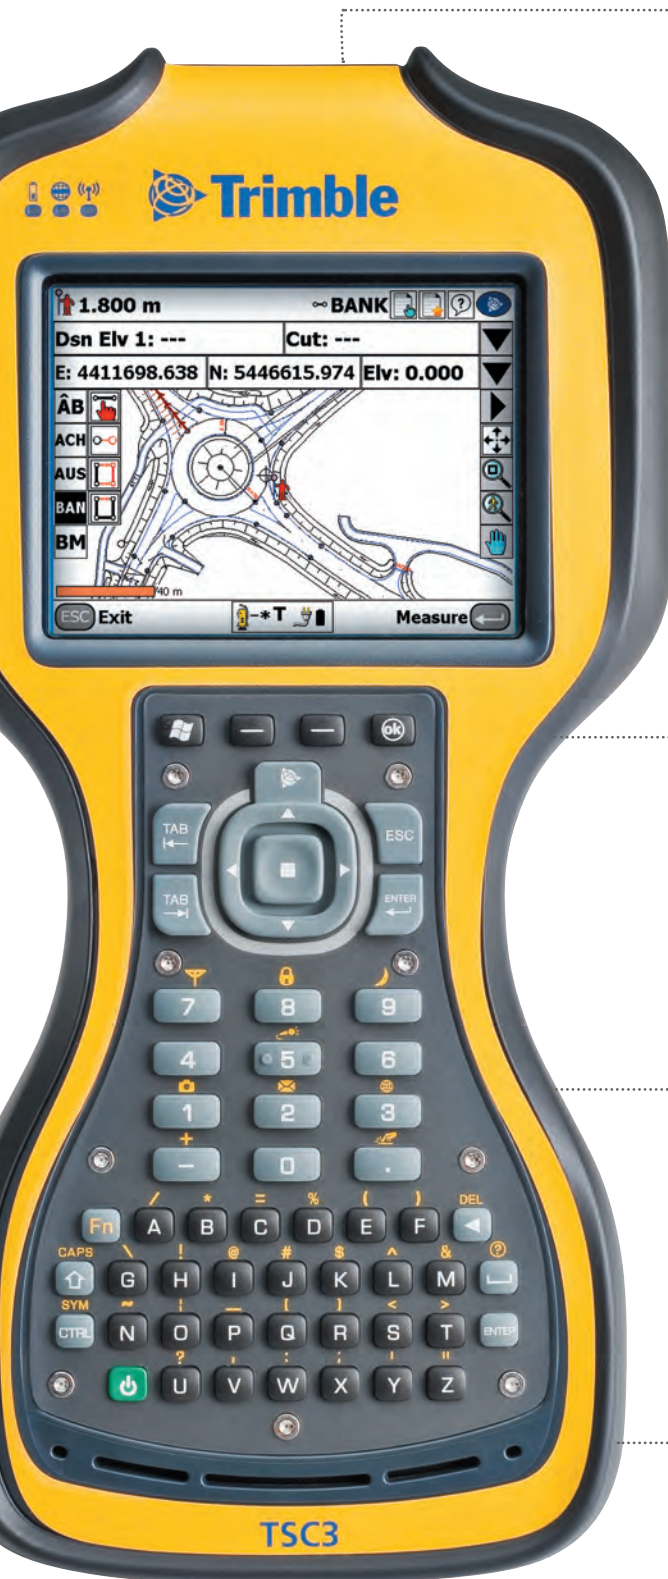 Trimble
1.800 m BANK ?
Dsn Elv 1: --- Cut: ---
E: 4411698.638 N: 5446615.974 Elv: 0.000
ÂB
ACH
AUS
BAN
BM
40 m
ESC Exit -*T Measure
ok
TAB ESC
TAB ENTER
7 8 9
4 5 6
1 2 3
+
- 0 .
/ * = % ( ) DEL
Fn A B C D E F
CAPS \ ! @ # $ ^ & ?
G H I J K L M
SYM ~ ¦ _ [ ] < >
CTRL N O P Q R S T ENTER
? , : ; ' "
U V W X Y Z
TSC3